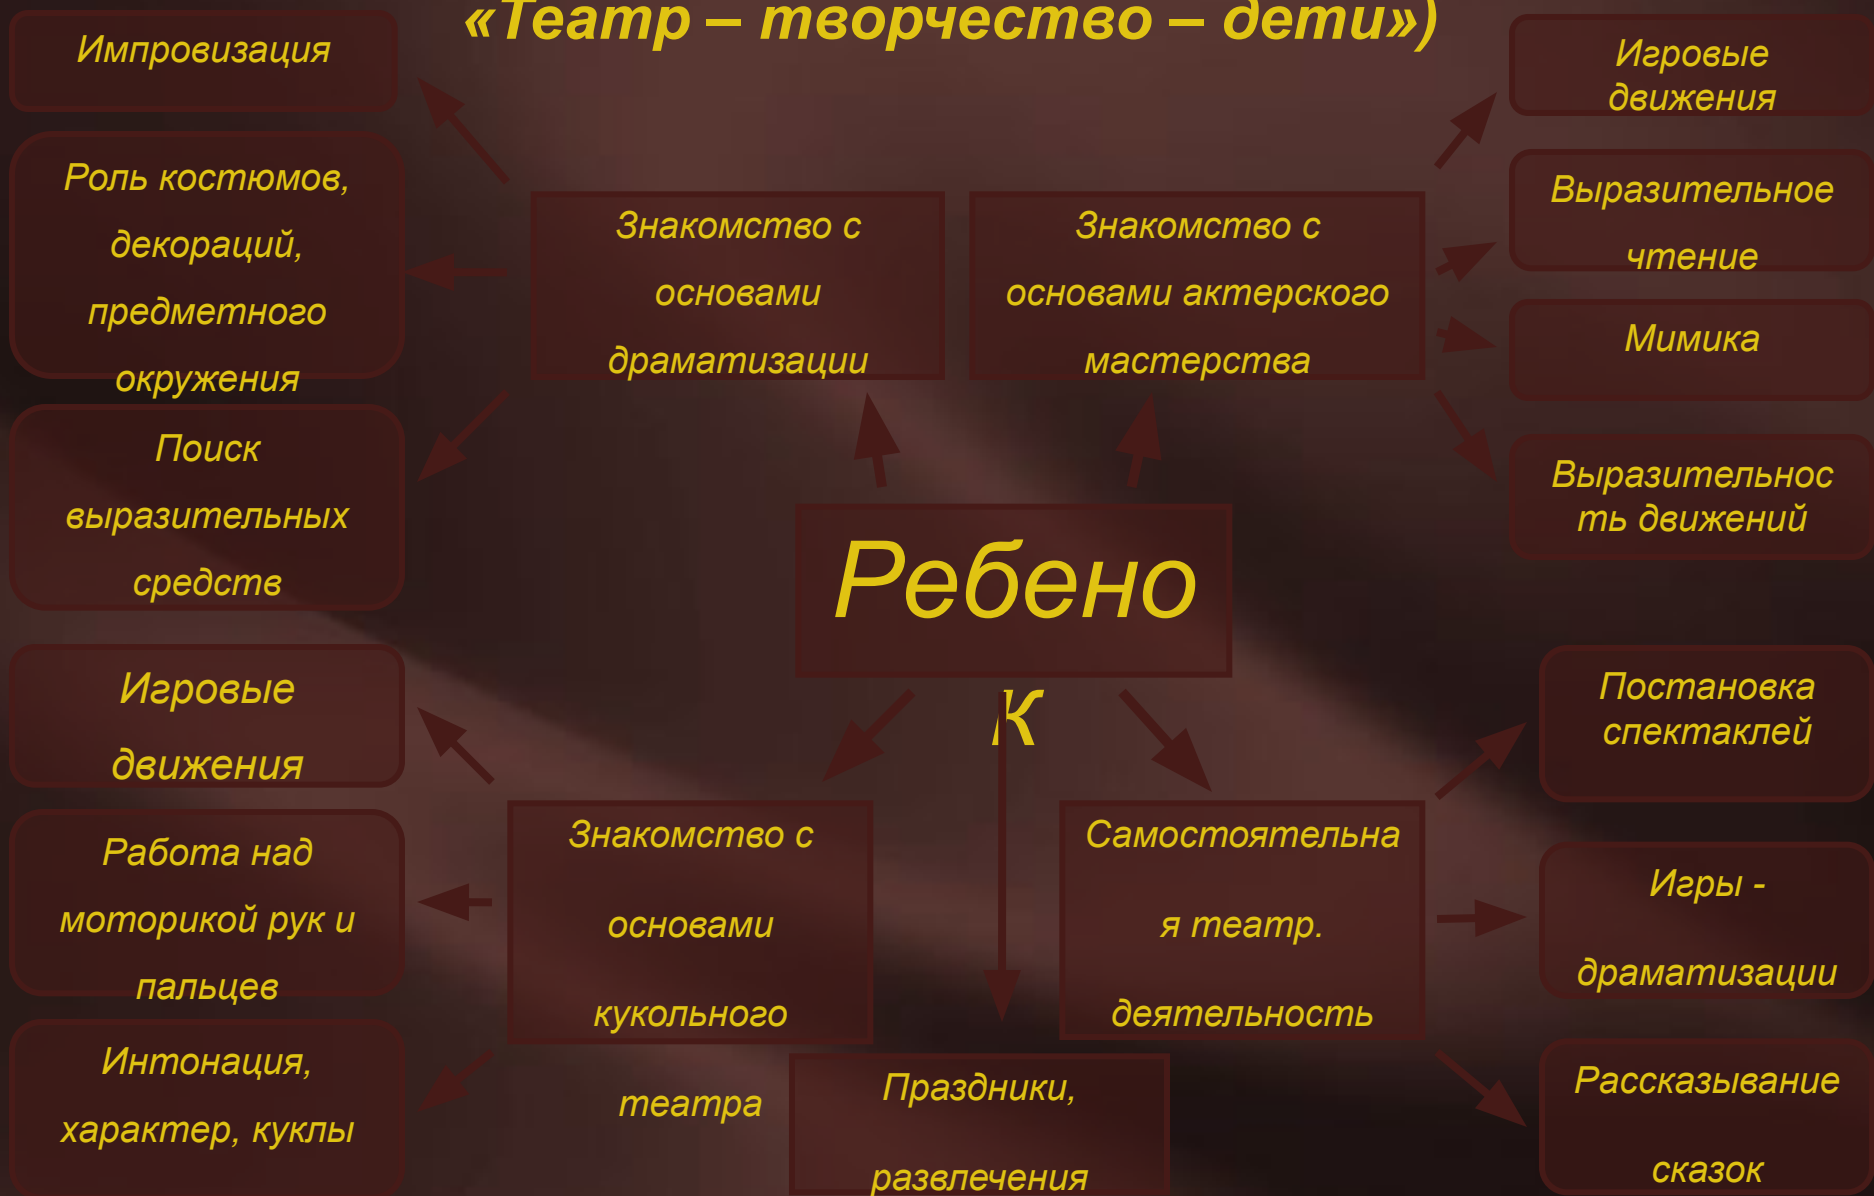 «Театр – творчество – дети»)
Импровизация
Роль костюмов,
декораций,
предметного
окружения
Поиск
выразительных
средств
Знакомство с
основами
драматизации
Знакомство с
основами актерского
мастерства
Игровые
движения
Выразительное
чтение
Мимика
Выразительнос
ть движений
Ребено
к
Игровые
движения
Работа над
моторикой рук и
пальцев
Интонация,
характер, куклы
Знакомство с
основами
кукольного
театра
Праздники,
развлечения
Самостоятельна
я театр.
деятельность
Постановка
спектаклей
Игры -
драматизации
Рассказывание
сказок